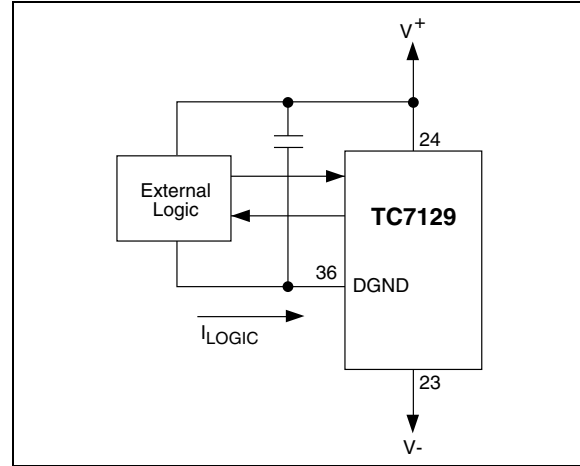 V+
24
External
Logic
TC7129
36
DGND
ILOGIC
23
V-